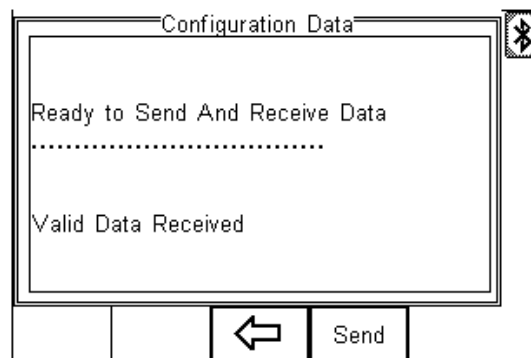 Configuration Data
Ready to Send And Receive Data
.................................
Valid Data Received
Send